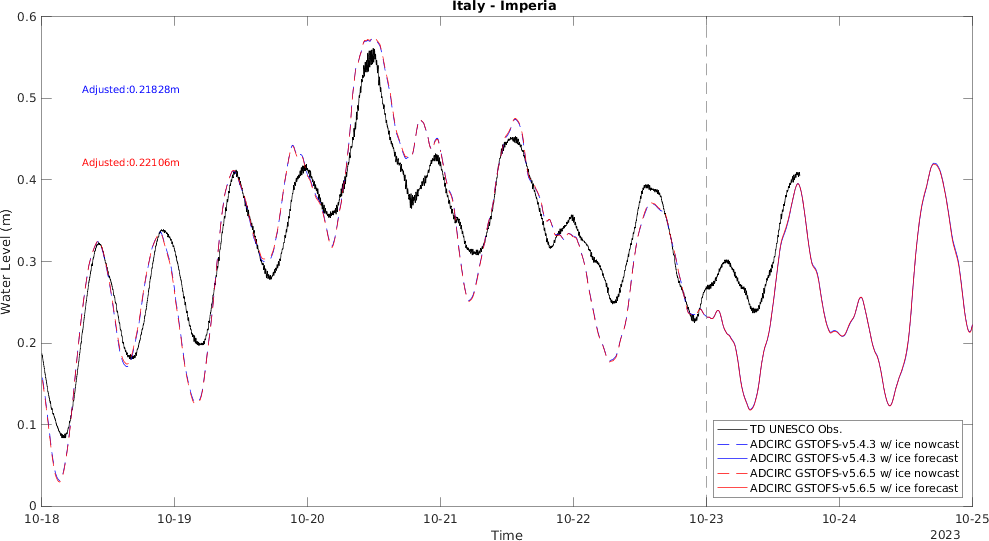 Italy - Imperia
0.6
0.5
0.4
0.3
0.2
0.1
0
Water Level (m)
Adjusted:0.21828m
Adjusted:0.22106m
TD UNESCO Obs.
ADCIRC GSTOFS-v5.4.3 w/ ice nowcast
ADCIRC GSTOFS-v5.4.3 w/ ice forecast
ADCIRC GSTOFS-v5.6.5 w/ ice nowcast
ADCIRC GSTOFS-v5.6.5 w/ ice forecast
10-18 10-19 10-20 10-21 10-22 10-23 10-24 10-25
Time
2023